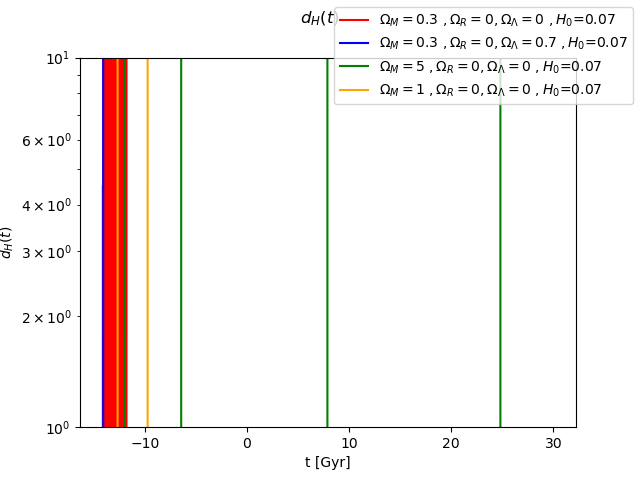 d_H(t)
Ω_M = 0.3 , Ω_R = 0, Ω_Λ = 0 , H_0=0.07
Ω_M = 0.3 , Ω_R = 0, Ω_Λ = 0.7 , H_0=0.07
Ω_M = 5 , Ω_R = 0, Ω_Λ = 0 , H_0=0.07
Ω_M = 1 , Ω_R = 0, Ω_Λ = 0 , H_0=0.07
10^1
6 × 10^0
4 × 10^0
3 × 10^0
2 × 10^0
10^0
d_H(t)
−10 0 10 20 30
t [Gyr]